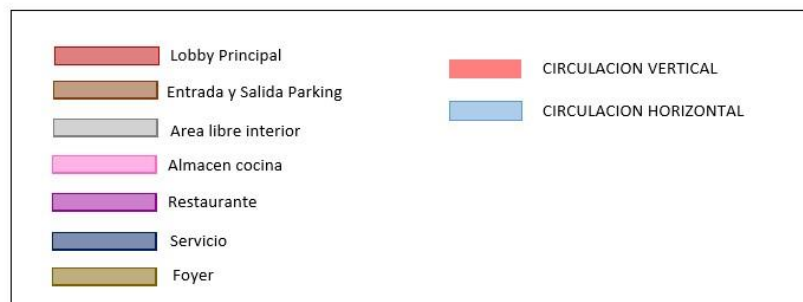 Lobby Principal
Entrada y Salida Parking
Area libre interior
Almacen cocina
Restaurante
Servicio
Foyer
CIRCULACION VERTICAL
CIRCULACION HORIZONTAL